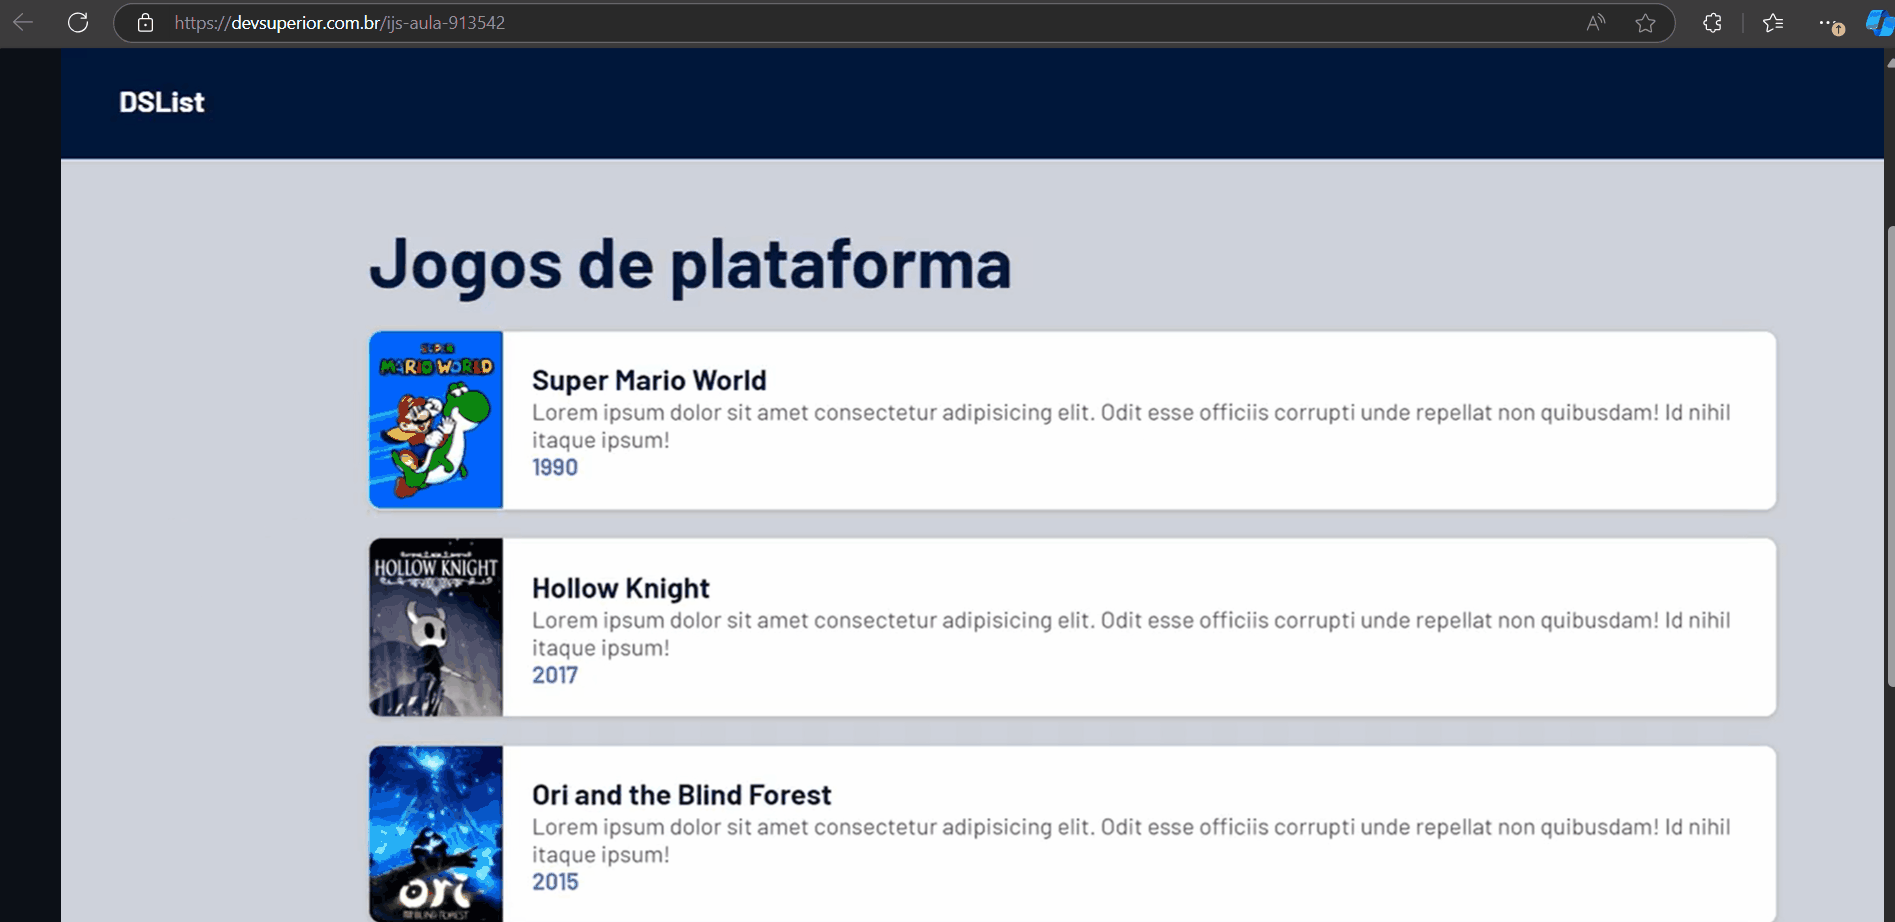 https://devsuperior.com.br/ijs-aula-913542
DSList
Jogos de plataforma
SUPER
MARIO WORLD
Super Mario World
Lorem ipsum dolor sit amet consectetur adipisicing elit. Odit esse officiis corrupti unde repellat non quibusdam! Id nihil
itaque ipsum!
1990
HOLLOW KNIGHT
Hollow Knight
Lorem ipsum dolor sit amet consectetur adipisicing elit. Odit esse officiis corrupti unde repellat non quibusdam! Id nihil
itaque ipsum!
2017
ori
AND THE BLIND FOREST
Ori and the Blind Forest
Lorem ipsum dolor sit amet consectetur adipisicing elit. Odit esse officiis corrupti unde repellat non quibusdam! Id nihil
itaque ipsum!
2015